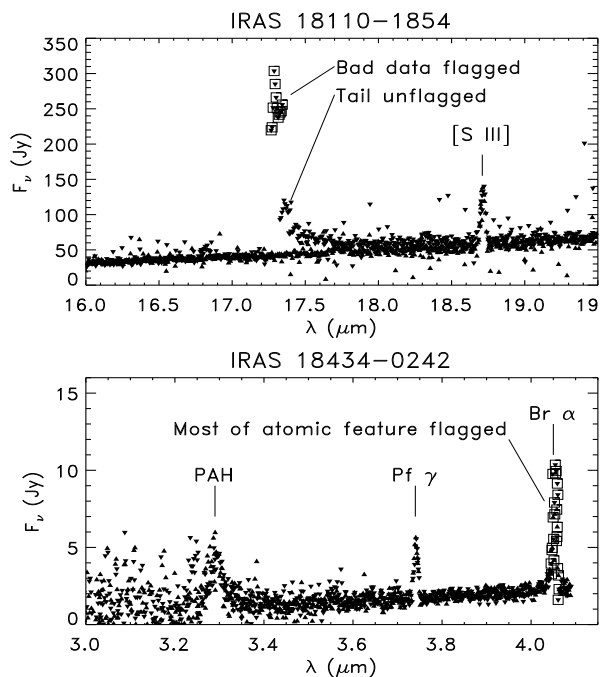 IRAS 18110−1854
350
300
250
200
150
100
50
0
Fν (Jy)
Bad data flagged
Tail unflagged
[S III]
16.0 16.5 17.0 17.5 18.0 18.5 19.0 19.5
λ (μm)
IRAS 18434−0242
15
10
5
0
Fν (Jy)
Br α
Most of atomic feature flagged
PAH
Pf γ
3.0 3.2 3.4 3.6 3.8 4.0
λ (μm)